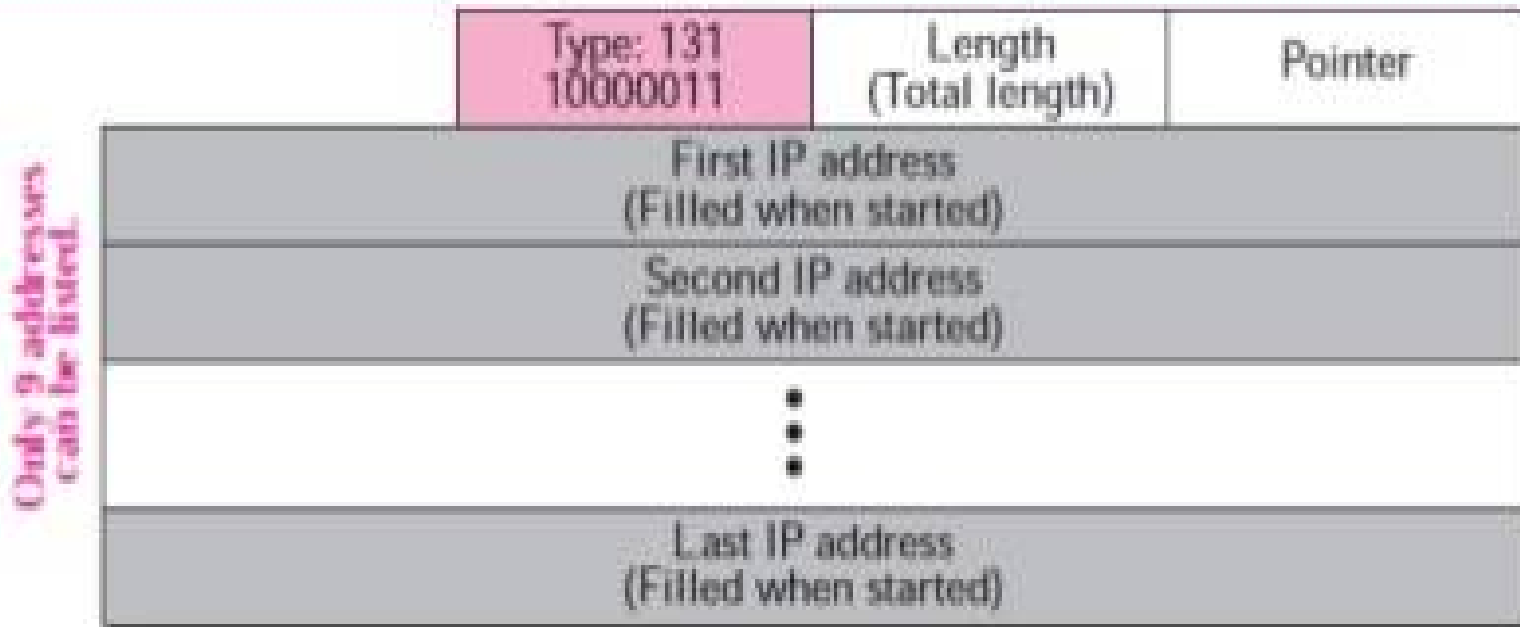 Type: 131
10000011
Length
(Total length)
Pointer
Only 9 addresses
can be listed.
First IP address
(Filled when started)
Second IP address
(Filled when started)
Last IP address
(Filled when started)